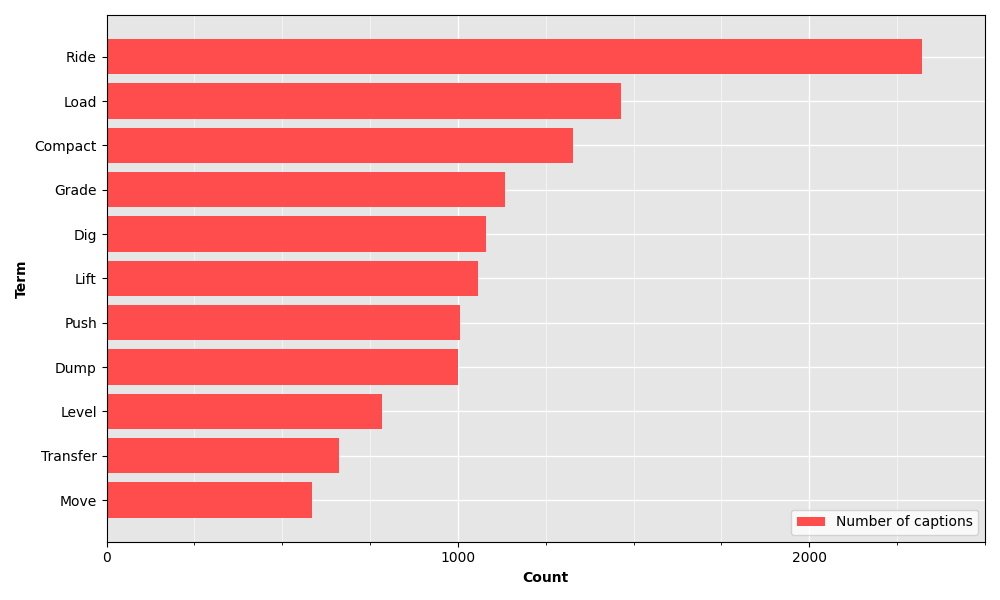 Ride
Load
Compact
Grade
Dig
Lift
Push
Dump
Level
Transfer
Move
Term
0
1000
2000
Count
Number of captions